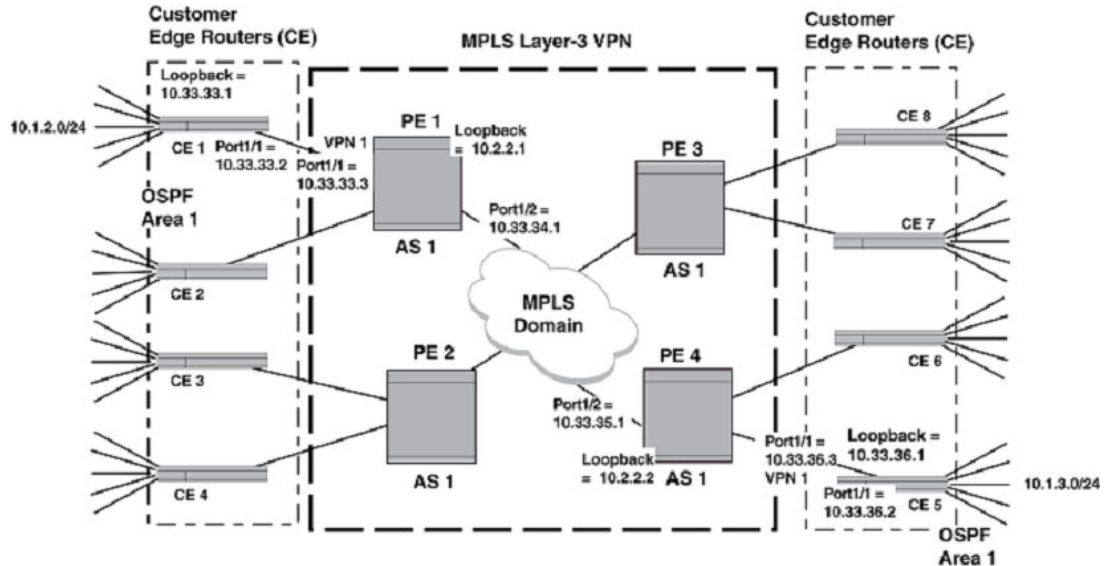 Customer
Edge Routers (CE)
Customer
Edge Routers (CE)
MPLS Layer-3 VPN
Loopback =
10.33.33.1
10.1.2.0/24
CE 1
Port1/1 =
10.33.33.2
VPN 1
Port1/1 =
10.33.33.3
PE 1
Loopback
= 10.2.2.1
AS 1
Port1/2 =
10.33.34.1
PE 3
AS 1
CE 8
CE 7
OSPF
Area 1
CE 2
MPLS
Domain
CE 3
PE 2
AS 1
CE 4
PE 4
Port1/2 =
10.33.35.1
Loopback
= 10.2.2.2
AS 1
CE 6
Port1/1 =
10.33.36.3
VPN 1
Loopback =
10.33.36.1
10.1.3.0/24
CE 5
Port1/1 =
10.33.36.2
OSPF
Area 1